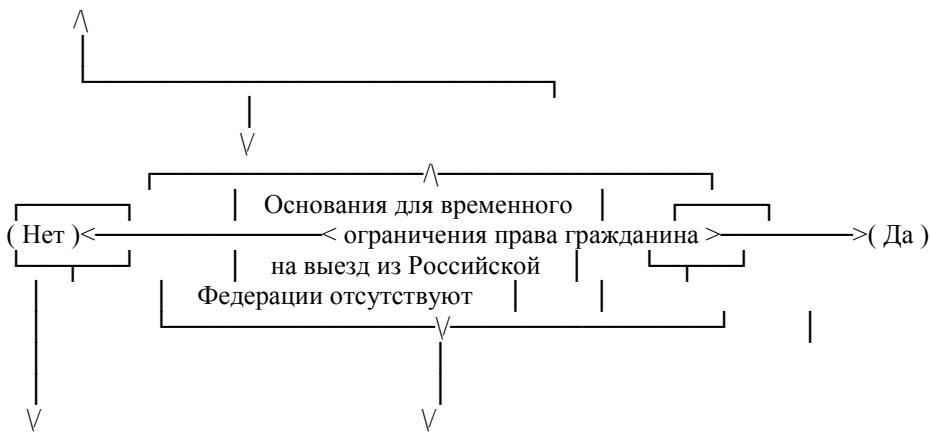 Основания для временного
( Нет )<———————< ограничения права гражданина >————>( Да )
на выезд из Российской
Федерации отсутствуют